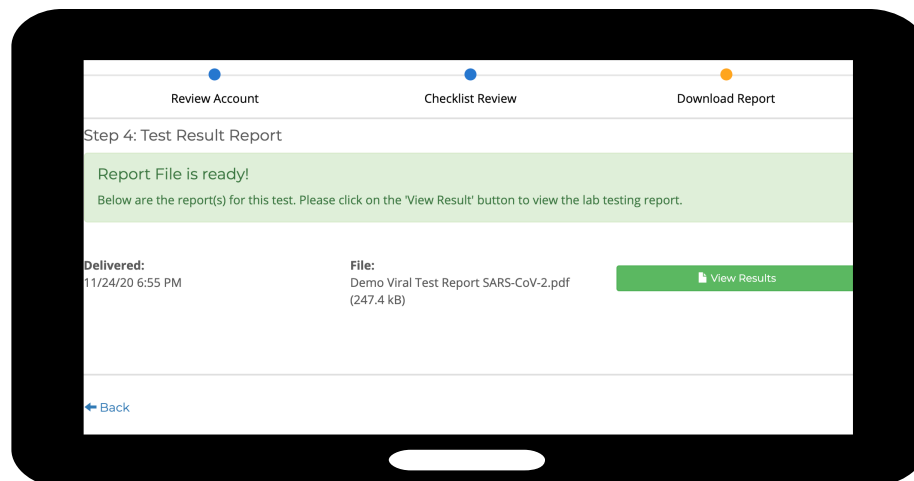 Review Account
Checklist Review
Download Report
Step 4: Test Result Report
Report File is ready!
Below are the report(s) for this test. Please click on the 'View Result' button to view the lab testing report.
Delivered:
11/24/20 6:55 PM
File:
Demo Viral Test Report SARS-CoV-2.pdf
(247.4 kB)
View Results
Back